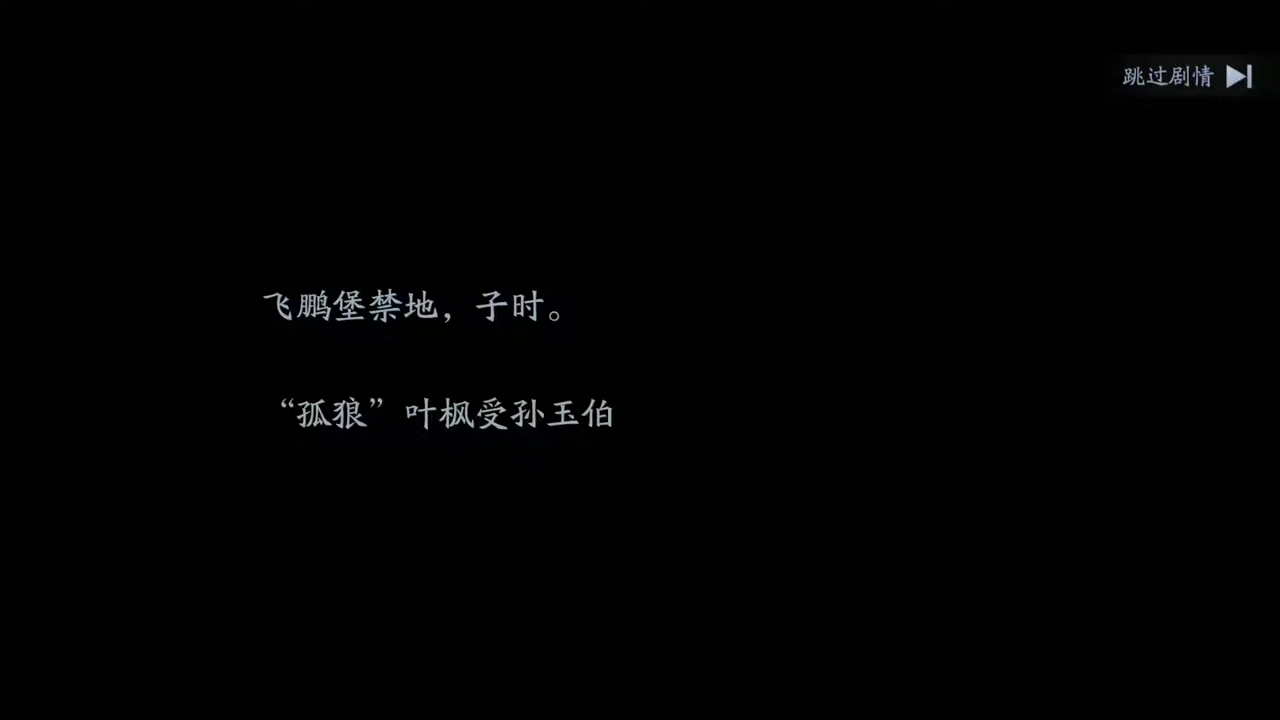 跳过剧情
飞鹏堡禁地，子时。
“孤狼”叶枫受孙玉伯